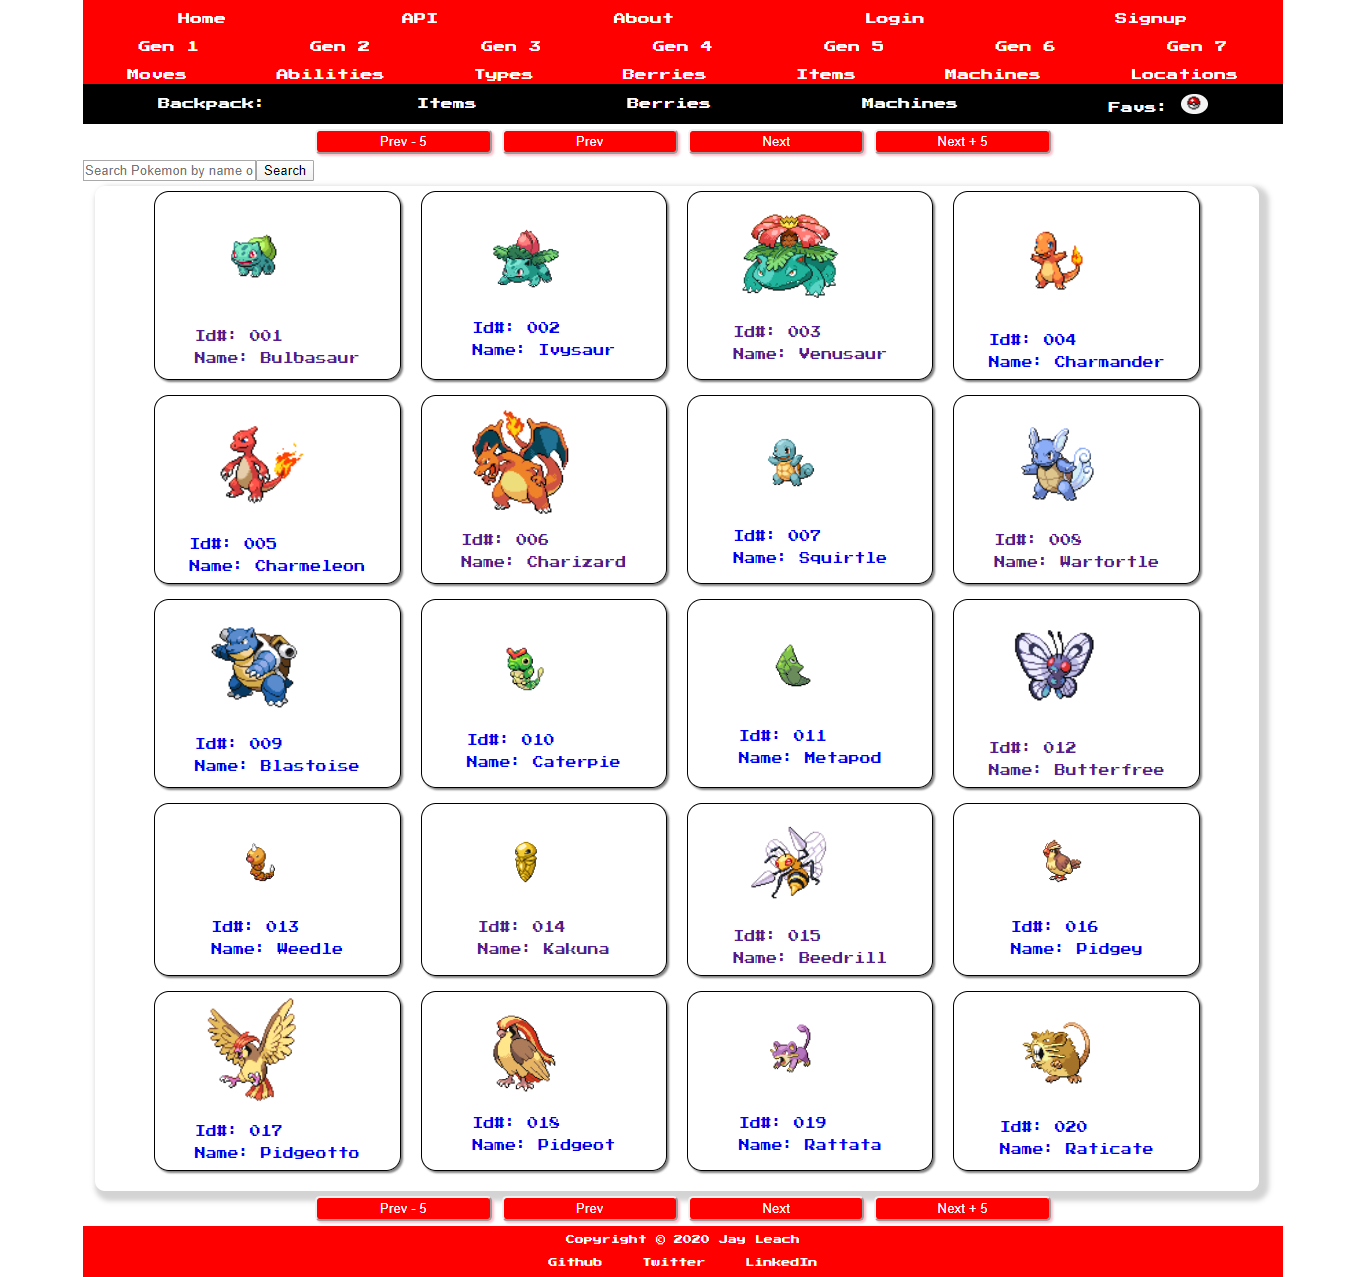 Home API About Login Signup
Gen 1 Gen 2 Gen 3 Gen 4 Gen 5 Gen 6 Gen 7
Moves Abilities Types Berries Items Machines Locations
Backpack: Items Berries Machines Favs:
Prev - 5 Prev Next Next + 5
Search Pokemon by name o Search
Id#: 001 Id#: 002 Id#: 003 Id#: 004
Name: Bulbasaur Name: Ivysaur Name: Venusaur Name: Charmander
Id#: 005 Id#: 006 Id#: 007 Id#: 008
Name: Charmeleon Name: Charizard Name: Squirtle Name: Wartortle
Id#: 009 Id#: 010 Id#: 011 Id#: 012
Name: Blastoise Name: Caterpie Name: Metapod Name: Butterfree
Id#: 013 Id#: 014 Id#: 015 Id#: 016
Name: Weedle Name: Kakuna Name: Beedrill Name: Pidgey
Id#: 017 Id#: 018 Id#: 019 Id#: 020
Name: Pidgeotto Name: Pidgeot Name: Rattata Name: Raticate
Prev - 5 Prev Next Next + 5
Copyright © 2020 Jay Leach
Github Twitter LinkedIn